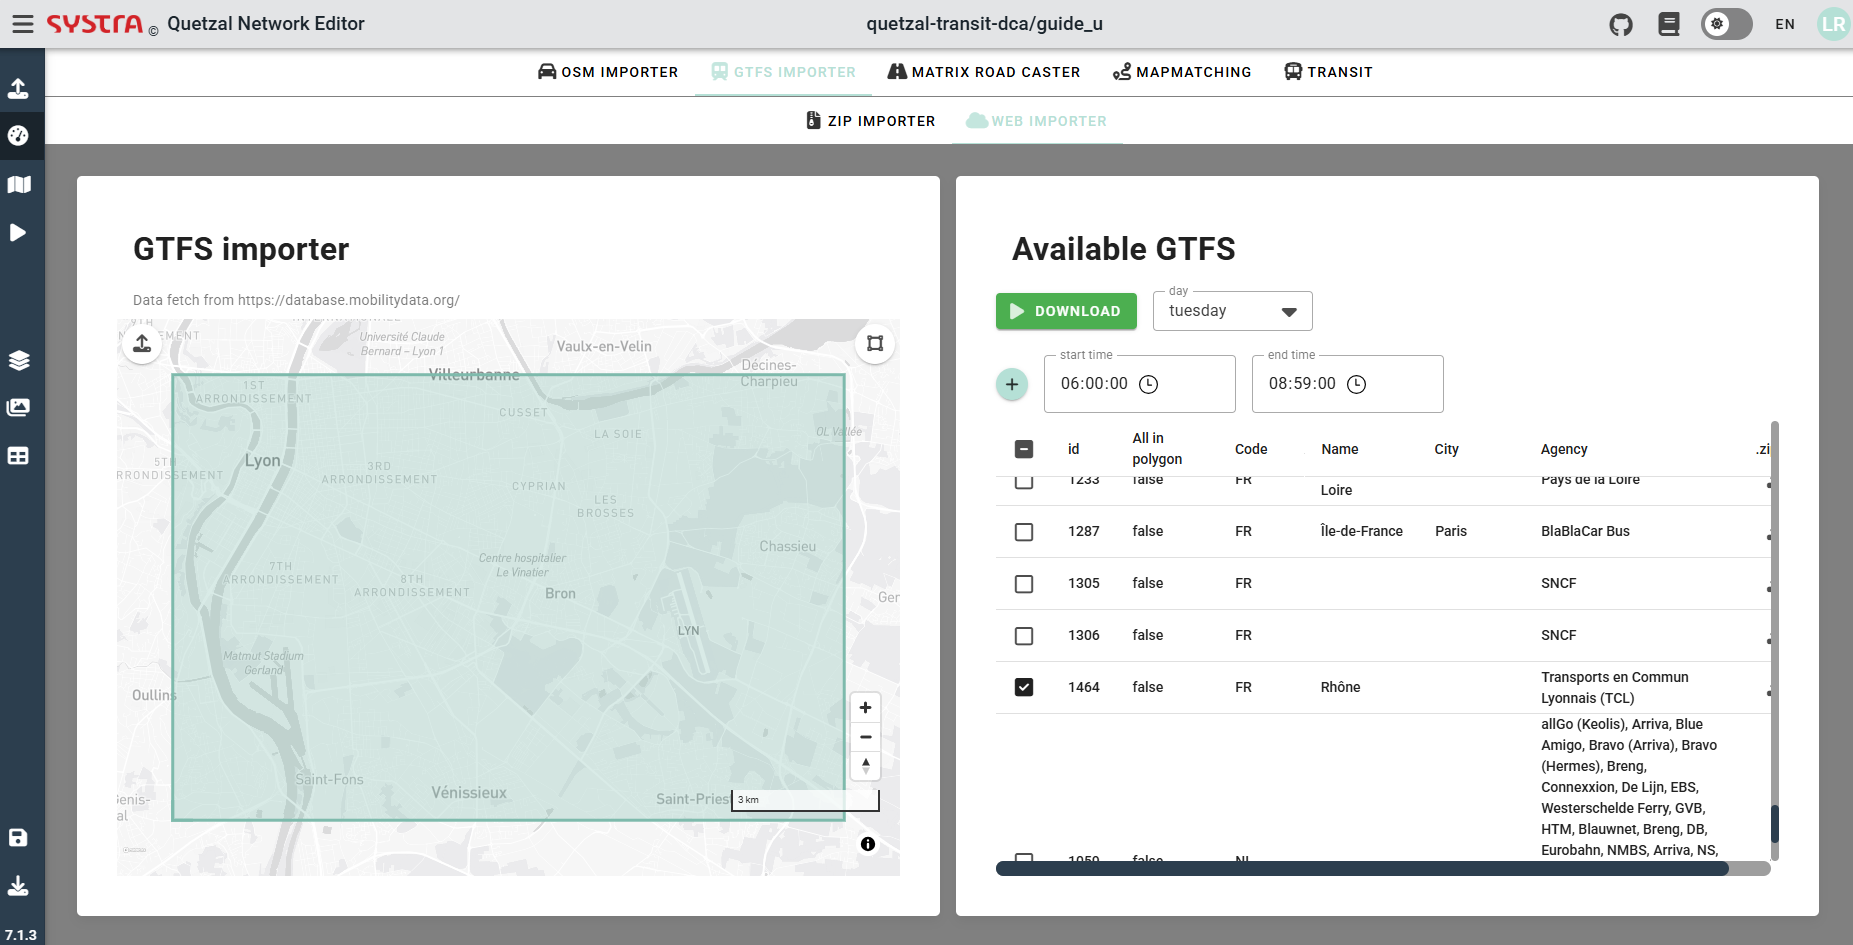 SYSTRA © Quetzal Network Editor
quetzal-transit-dca/guide_u
EN
LR
OSM IMPORTER
GTFS IMPORTER
MATRIX ROAD CASTER
MAPMATCHING
TRANSIT
ZIP IMPORTER
WEB IMPORTER
GTFS importer
Data fetch from https://database.mobilitydata.org/
Université Claude
Bernard – Lyon 1
Vaulx-en-Velin
Villeurbanne
Décines-
Charpieu
1ST
ARRONDISSEMENT
CUSSET
LA SOIE
OL Vallée
Lyon
5TH
ARRONDISSEMENT
3RD
ARRONDISSEMENT
CYPRIAN
LES
BROSSES
Chassieu
Centre hospitalier
Le Vinatier
7TH
ARRONDISSEMENT
8TH
ARRONDISSEMENT
Bron
Gen
LYN
Matmut Stadium
Gerland
Oullins
Saint-Fons
Vénissieux
Saint-Pries
3 km
Genis-
al
Available GTFS
DOWNLOAD
day
tuesday
start time
06:00:00
end time
08:59:00
id
All in
polygon
Code
Name
City
Agency
.zi
1233 false FR Loire Pays de la Loire
1287 false FR Île-de-France Paris BlaBlaCar Bus
1305 false FR SNCF
1306 false FR SNCF
1464 false FR Rhône Transports en Commun
Lyonnais (TCL)
allGo (Keolis), Arriva, Blue
Amigo, Bravo (Arriva), Bravo
(Hermes), Breng,
Connexxion, De Lijn, EBS,
Westerschelde Ferry, GVB,
HTM, Blauwnet, Breng, DB,
Eurobahn, NMBS, Arriva, NS,
1059 false NL
7.1.3